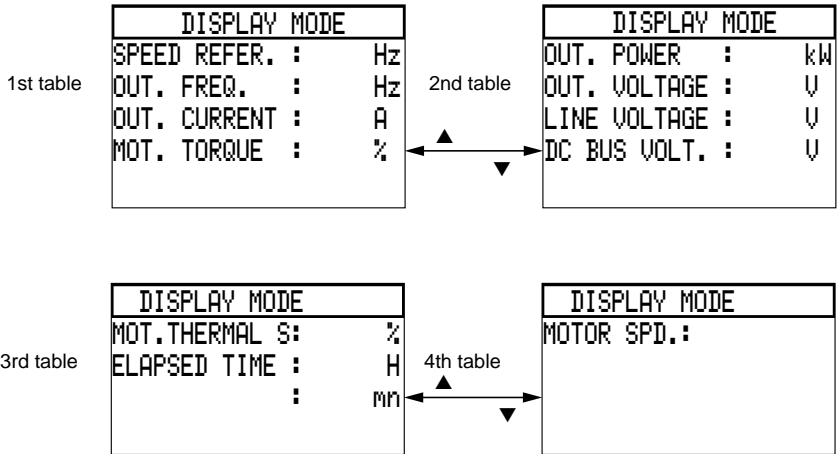 DISPLAY MODE
1st table
SPEED REFER. : Hz
OUT. FREQ. : Hz
OUT. CURRENT : A
MOT. TORQUE : %
▲
▼
2nd table
DISPLAY MODE
OUT. POWER : kW
OUT. VOLTAGE : V
LINE VOLTAGE : V
DC BUS VOLT. : V
3rd table
DISPLAY MODE
MOT.THERMAL S: %
ELAPSED TIME : H
: mn
▲
▼
4th table
DISPLAY MODE
MOTOR SPD.: